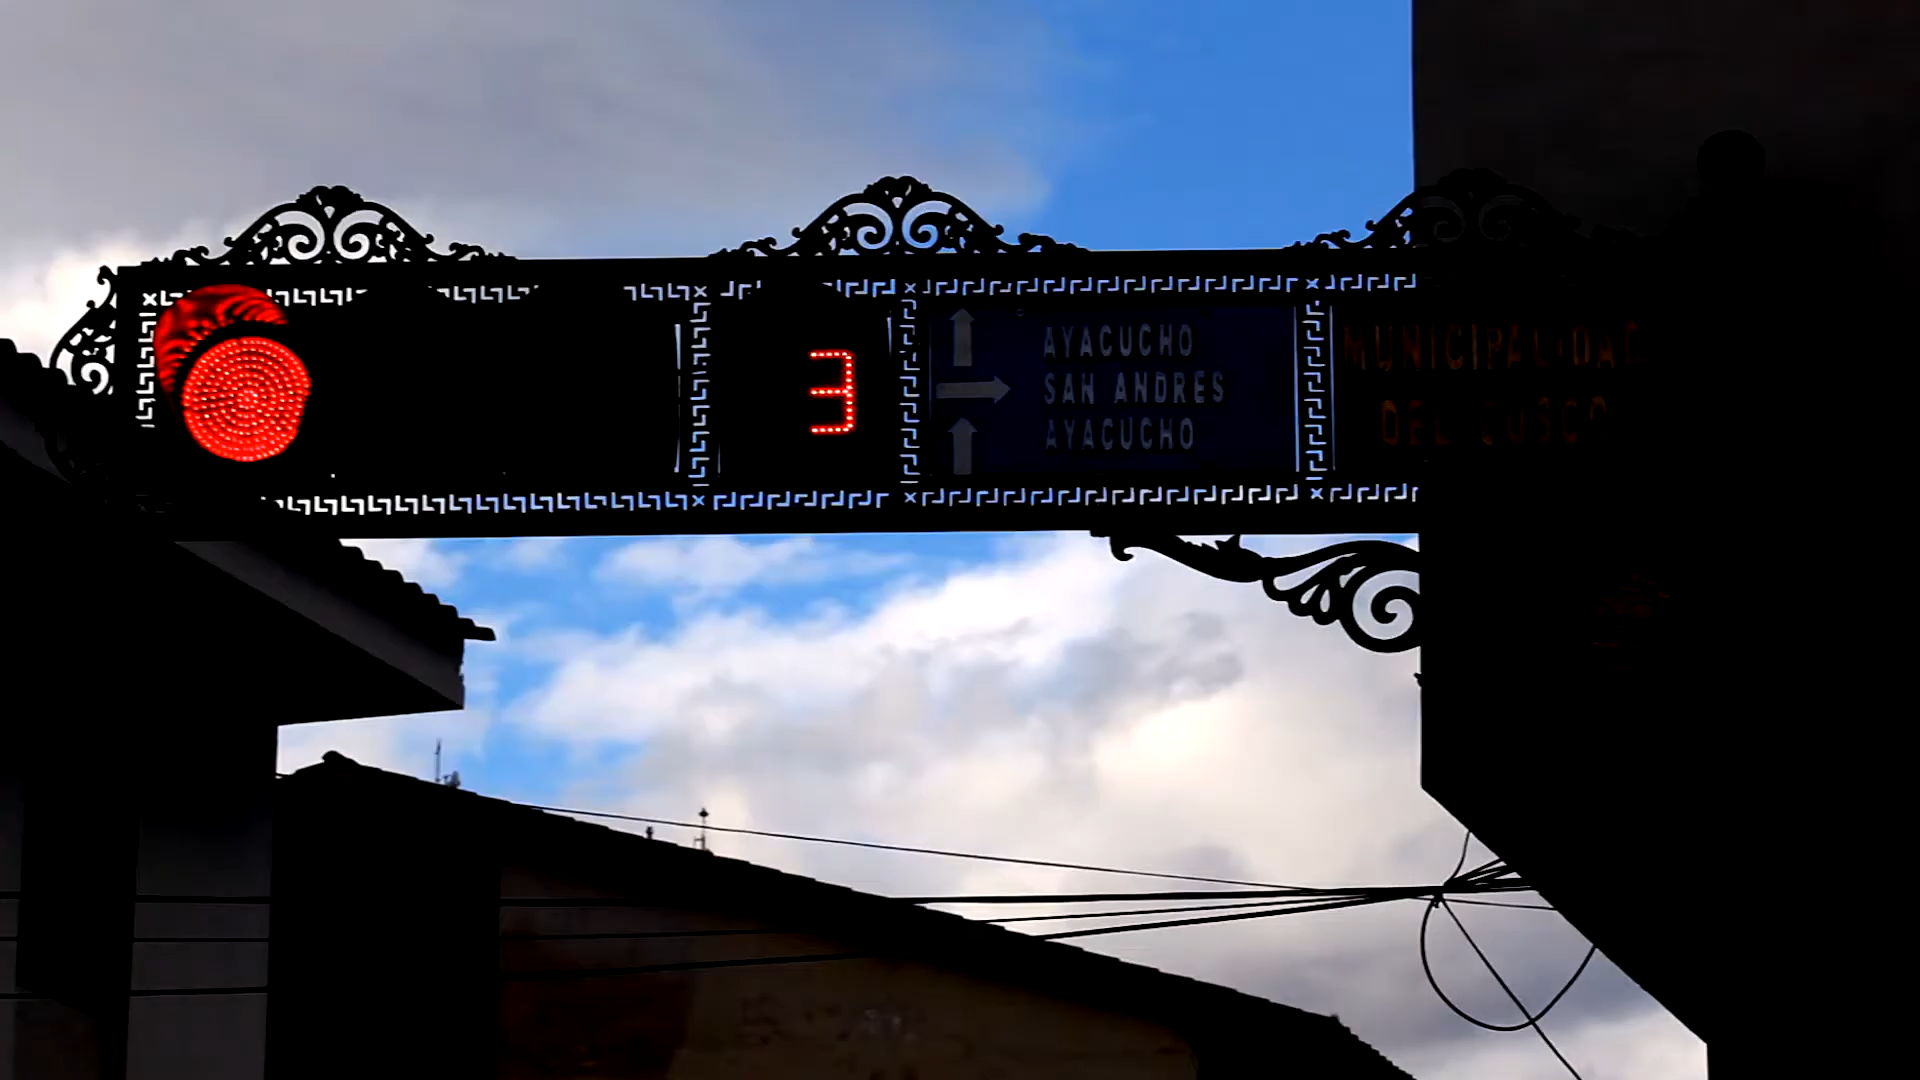 3
AYACUCHO
SAN ANDRES
AYACUCHO
MUNICIPALIDAD
DEL CUSCO